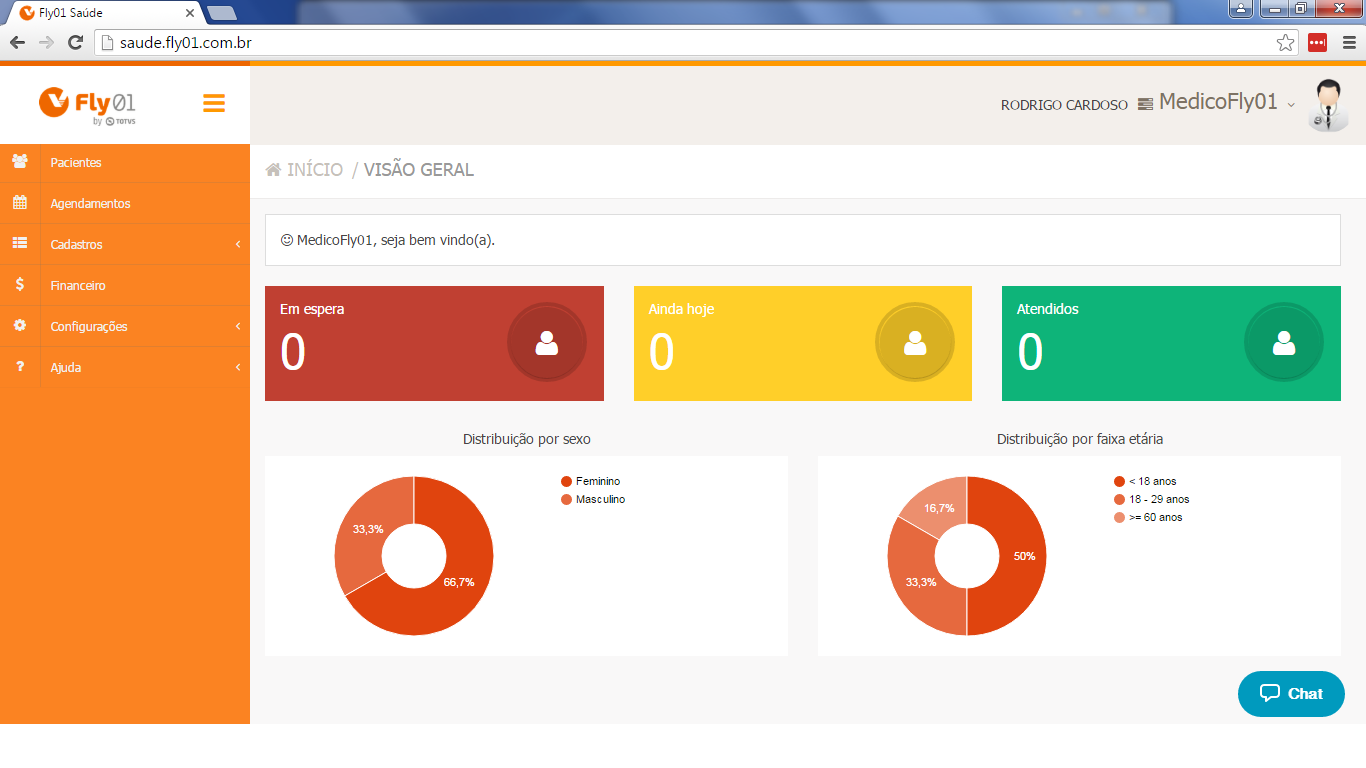 Fly01 Saúde
saude.fly01.com.br
Fly01
by TOTVS
RODRIGO CARDOSO MedicoFly01
Pacientes
Agendamentos
Cadastros
Financeiro
Configurações
Ajuda
INÍCIO / VISÃO GERAL
MedicoFly01, seja bem vindo(a).
Em espera
0
Ainda hoje
0
Atendidos
0
Distribuição por sexo
Feminino
Masculino
33,3%
66,7%
Distribuição por faixa etária
< 18 anos
18 - 29 anos
>= 60 anos
16,7%
50%
33,3%
Chat